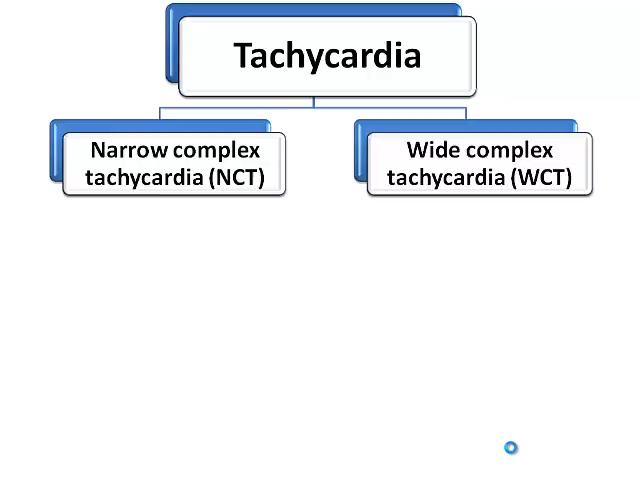 Tachycardia
Narrow complex
tachycardia (NCT)
Wide complex
tachycardia (WCT)